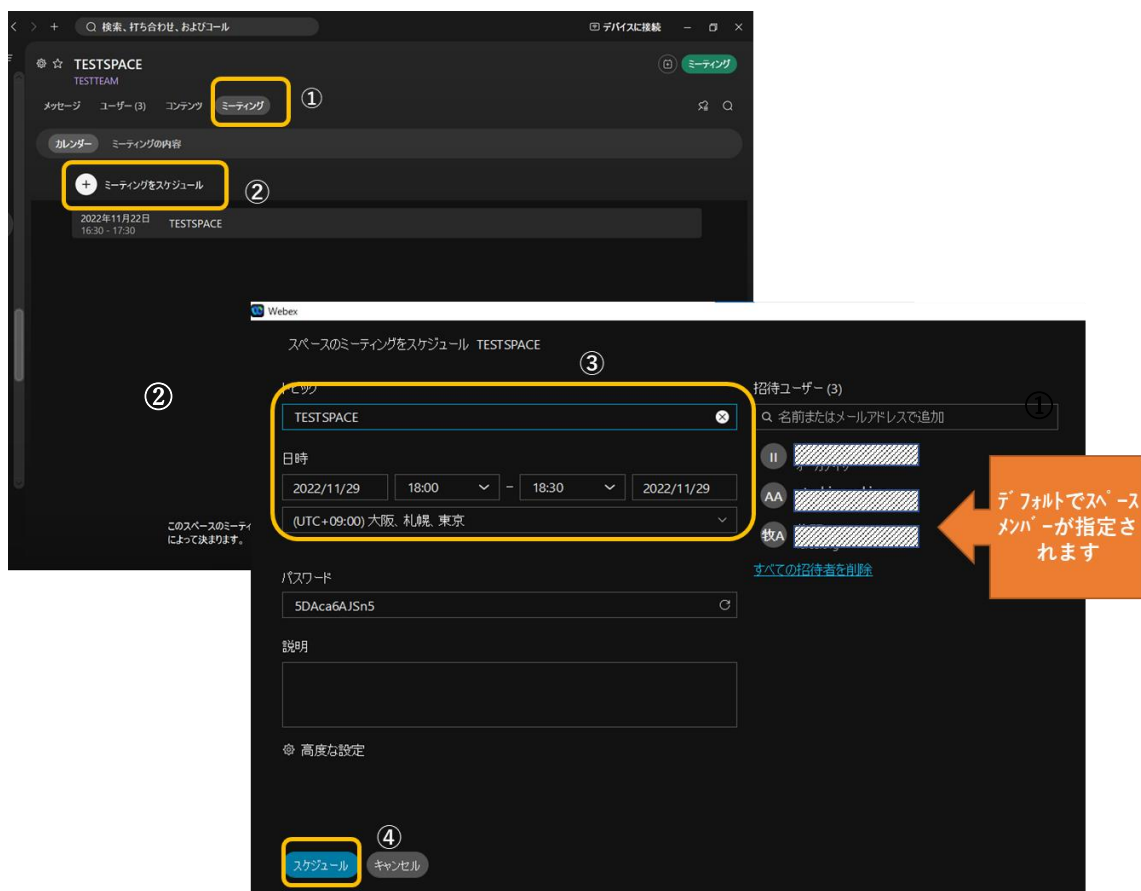 検索、打ち合わせ、およびコール
デバイスに接続
TESTSPACE
TESTTEAM
ミーティング
メッセージ ユーザー (3) コンテンツ ミーティング
①
カレンダー ミーティングの内容
ミーティングをスケジュール
②
2022年11月22日
16:30 - 17:30
TESTSPACE
②
このスペースのミーティ
によって決まります。
Webex
スペースのミーティングをスケジュール TESTSPACE
③
トピック
TESTSPACE
日時
2022/11/29 18:00 – 18:30 2022/11/29
(UTC+09:00) 大阪、札幌、東京
パスワード
5DAca6AJSn5
説明
高度な設定
④
スケジュール キャンセル
招待ユーザー (3)
①
名前またはメールアドレスで追加
II
AA
牧A
すべての招待者を削除
デフォルトでスペース
メンバーが指定さ
れます